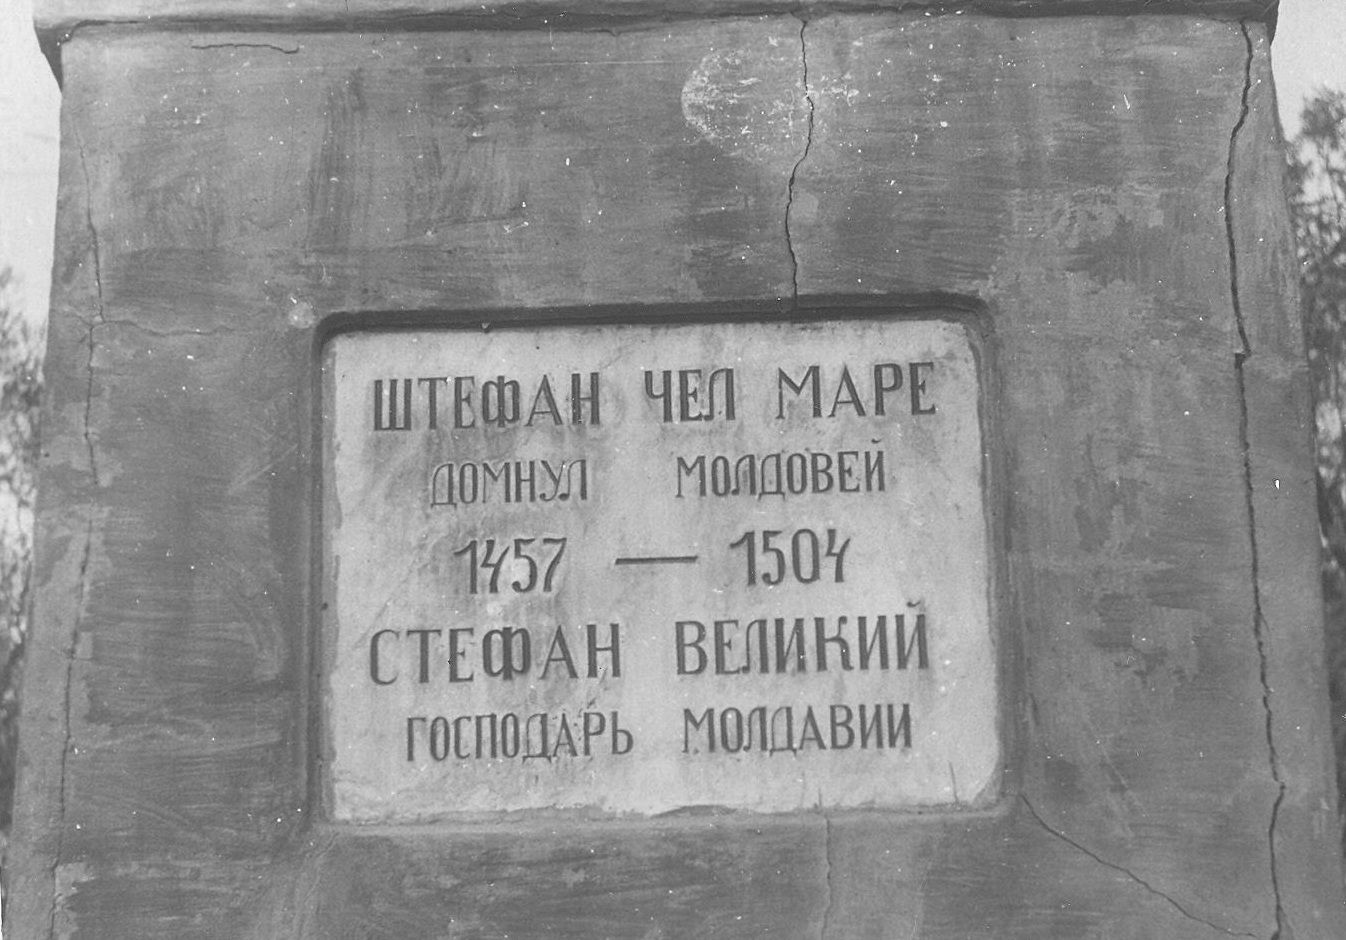 ШТЕФАН ЧЕЛ МАРЕ
ДОМНУЛ МОЛДОВЕЙ
1457 — 1504
СТЕФАН ВЕЛИКИЙ
ГОСПОДАРЬ МОЛДАВИИ